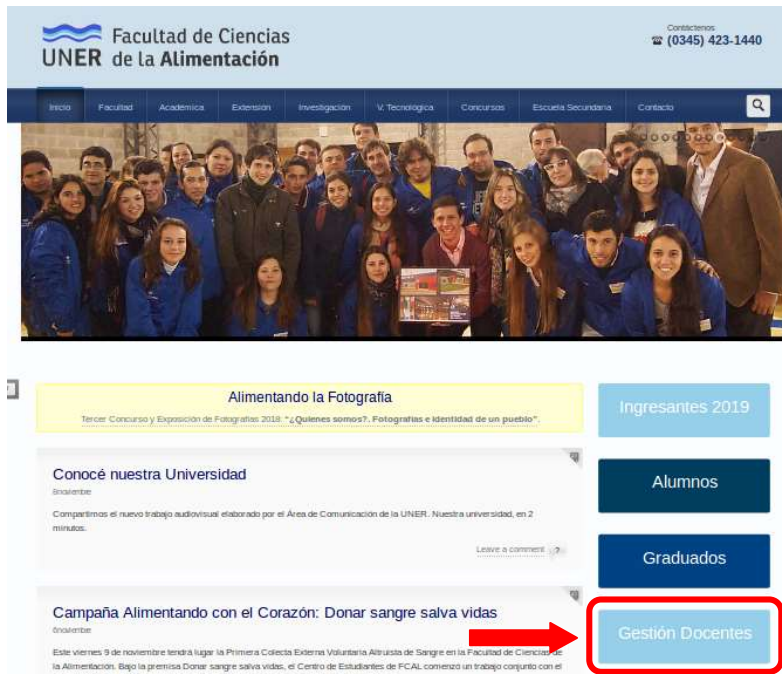 Facultad de Ciencias
UNER de la Alimentación
Contáctenos
☎ (0345) 423-1440
Inicio Facultad Académica Extensión Investigación V. Tecnológica Concursos Escuela Secundaria Contacto
Alimentando la Fotografía
Tercer Concurso y Exposición de Fotografías 2018: "¿Quienes somos?. Fotografías e identidad de un pueblo".
Conocé nuestra Universidad
6noviembre
Compartimos el nuevo trabajo audiovisual elaborado por el Área de Comunicación de la UNER. Nuestra universidad, en 2
minutos.
Leave a comment ?
Campaña Alimentando con el Corazón: Donar sangre salva vidas
6noviembre
Este viernes 9 de noviembre tendrá lugar la Primera Colecta Externa Voluntaria Altruista de Sangre en la Facultad de Ciencias de
la Alimentación. Bajo la premisa Donar sangre salva vidas, el Centro de Estudiantes de FCAL comenzó un trabajo conjunto con el
Ingresantes 2019
Alumnos
Graduados
Gestión Docentes